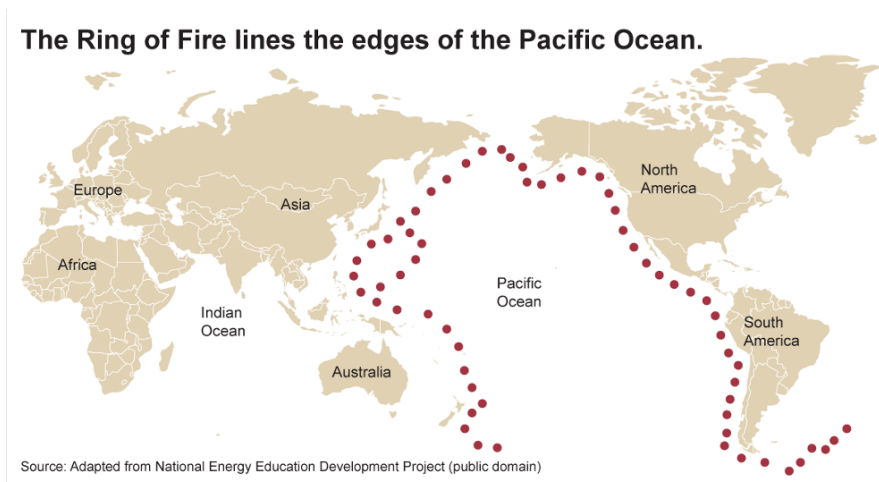 The Ring of Fire lines the edges of the Pacific Ocean.
Europe
Asia
North
America
Africa
Pacific
Ocean
Indian
Ocean
South
America
Australia
Source: Adapted from National Energy Education Development Project (public domain)